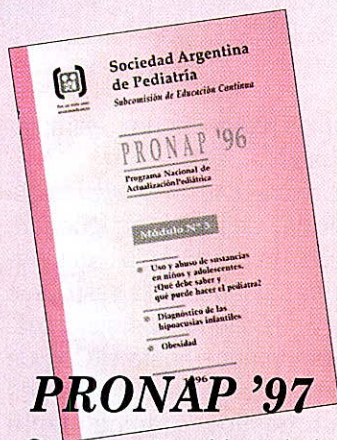 Sociedad Argentina
de Pediatría
Subcomisión de Educación Continua
PRONAP '96
Programa Nacional de
Actualización Pediátrica
Módulo Nº 3
Uso y abuso de sustancias
en niños y adolescentes.
¿Qué debe saber y
qué puede hacer el pediatra?
Diagnóstico de las
hipoacusias infantiles
Obesidad
PRONAP '97